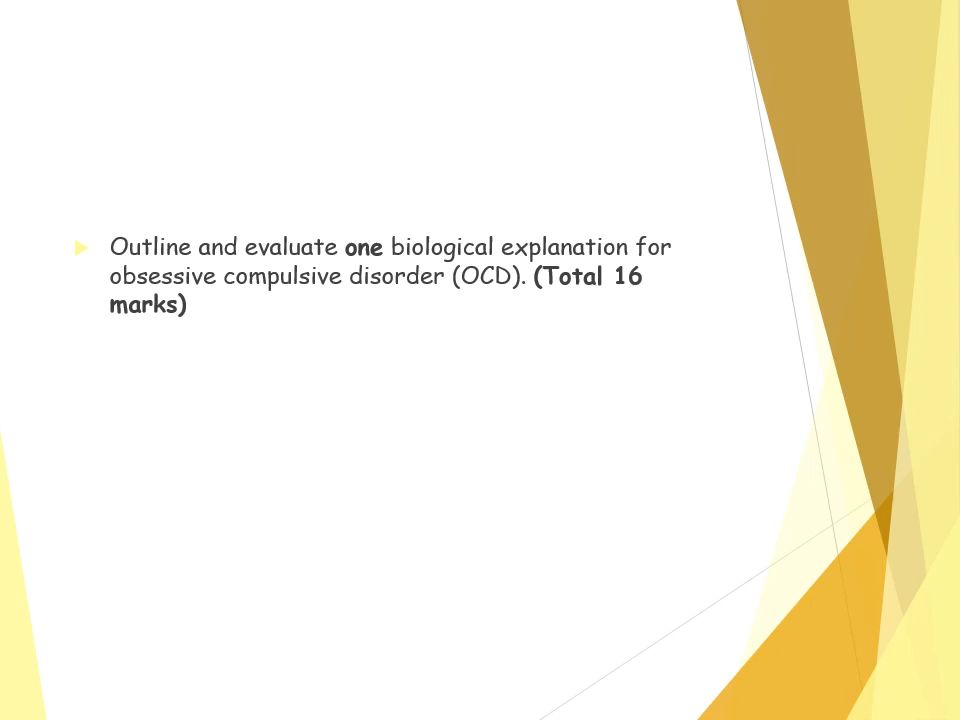 Outline and evaluate one biological explanation for
obsessive compulsive disorder (OCD). (Total 16
marks)